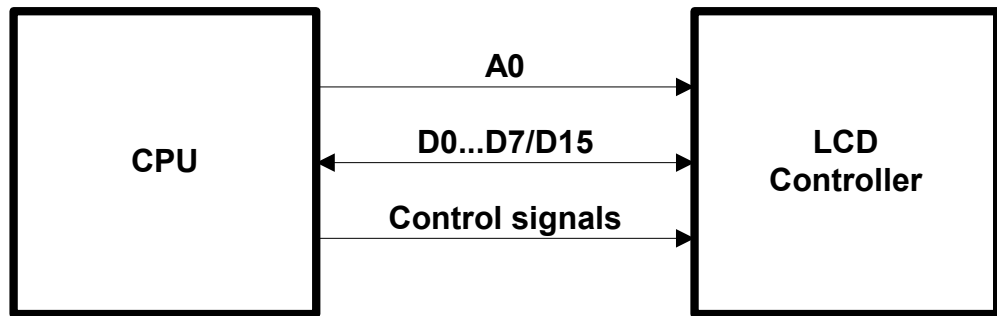 A0
CPU
D0...D7/D15
LCD
Controller
Control signals